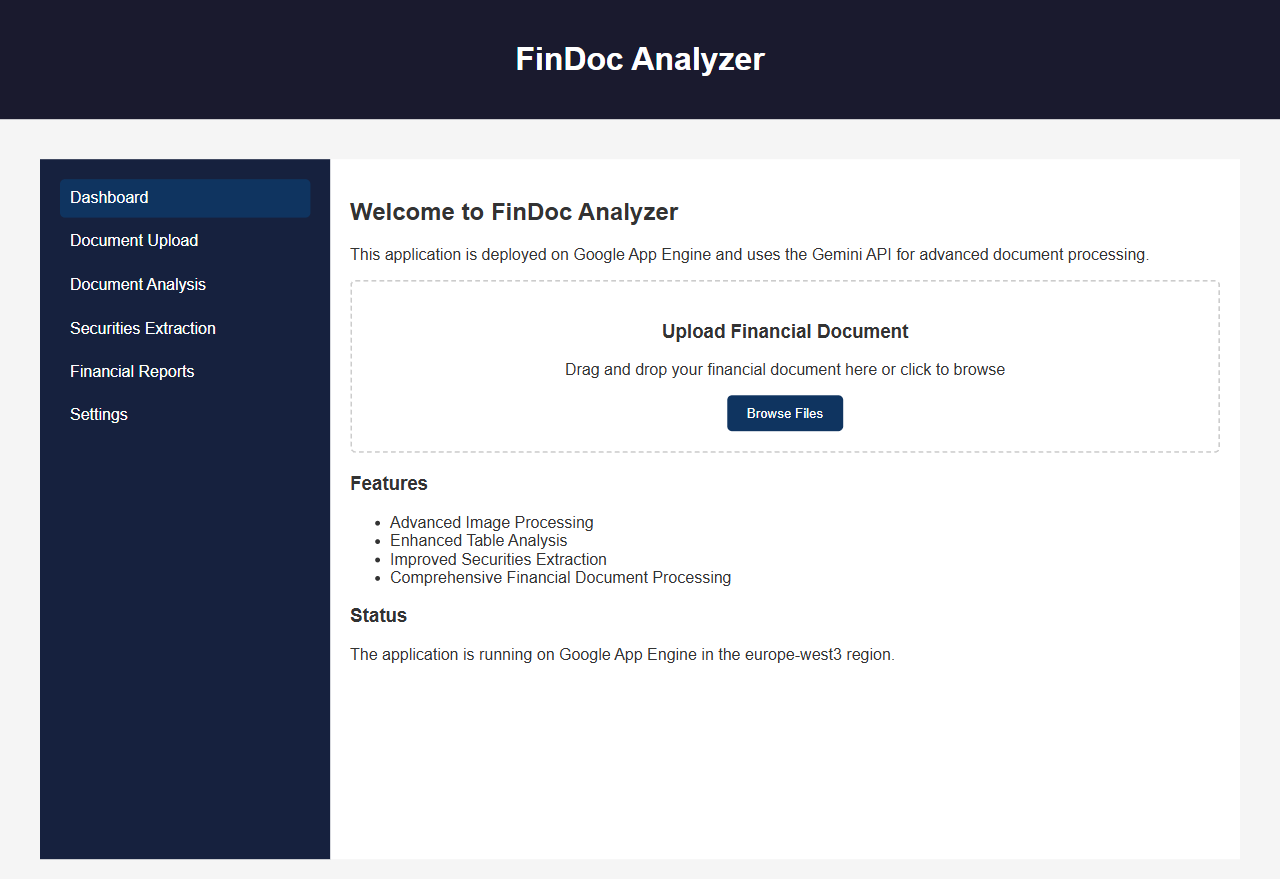 FinDoc Analyzer
Dashboard
Document Upload
Document Analysis
Securities Extraction
Financial Reports
Settings
Welcome to FinDoc Analyzer
This application is deployed on Google App Engine and uses the Gemini API for advanced document processing.
Upload Financial Document
Drag and drop your financial document here or click to browse
Browse Files
Features
• Advanced Image Processing
• Enhanced Table Analysis
• Improved Securities Extraction
• Comprehensive Financial Document Processing
Status
The application is running on Google App Engine in the europe-west3 region.